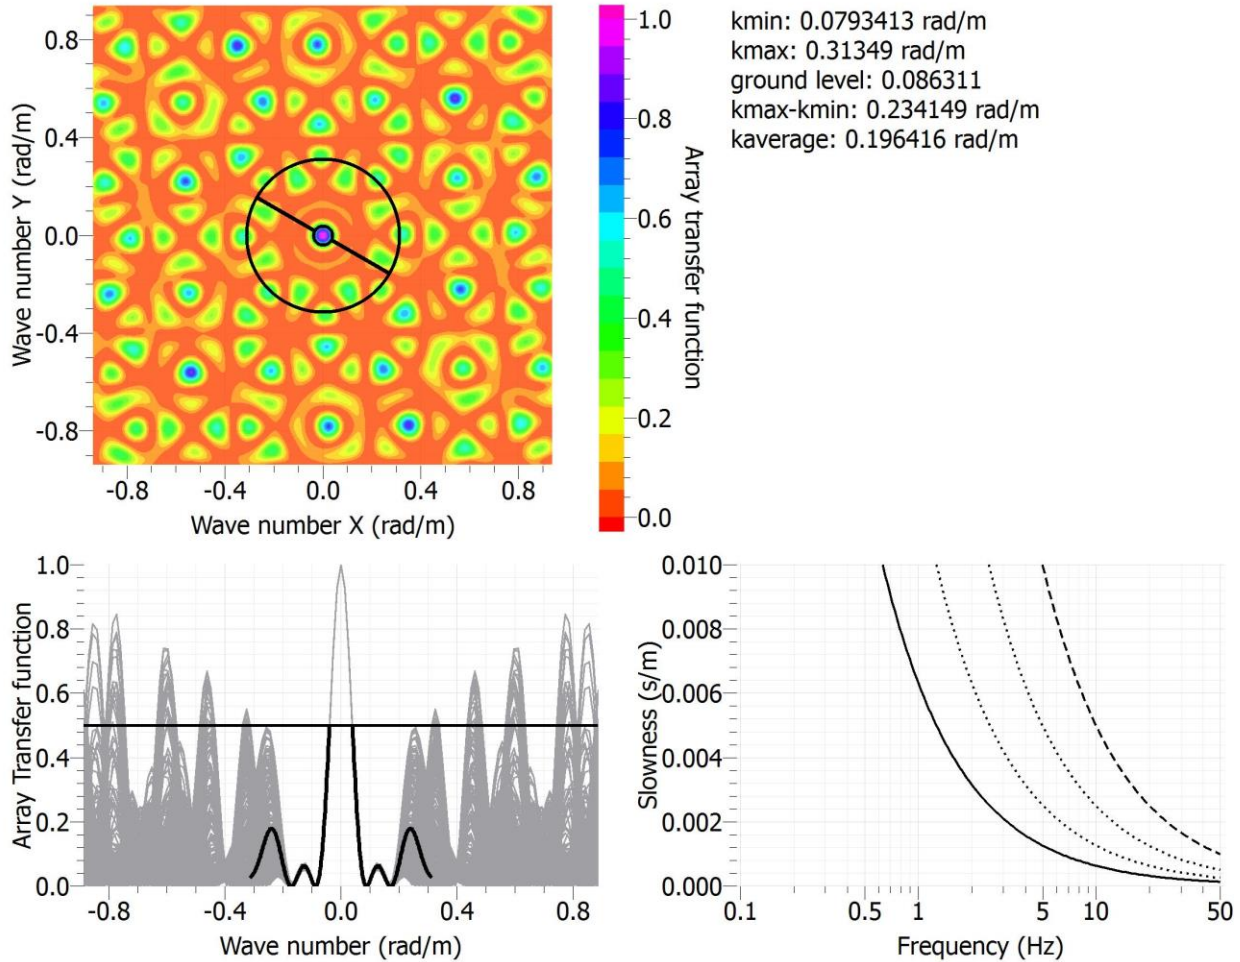 0.8
0.4
0.0
-0.4
-0.8
Wave number Y (rad/m)
-0.8 -0.4 0.0 0.4 0.8
Wave number X (rad/m)
1.0
0.8
0.6
0.4
0.2
0.0
Array transfer function
kmin: 0.0793413 rad/m
kmax: 0.31349 rad/m
ground level: 0.086311
kmax-kmin: 0.234149 rad/m
kaverage: 0.196416 rad/m
1.0
0.8
0.6
0.4
0.2
0.0
Array Transfer function
-0.8 -0.4 0.0 0.4 0.8
Wave number (rad/m)
0.010
0.008
0.006
0.004
0.002
0.000
Slowness (s/m)
0.1 0.5 1 5 10 50
Frequency (Hz)